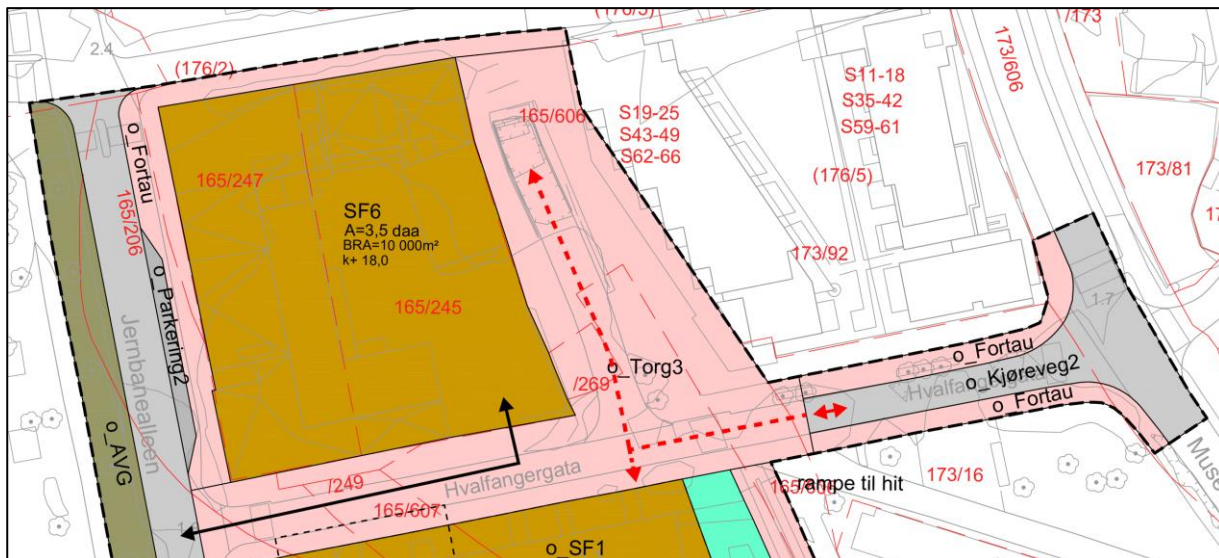 (176/5)
/173
2.4
(176/2)
173/606
S11-18
S35-42
S59-61
165/606
S19-25
S43-49
S62-66
o_Fortau
173/81
165/247
(176/5)
165/206
SF6
A=3,5 daa
BRA=10 000m²
k+ 18,0
173/92
o_Parkering2
165/245
1.7
Jernbanealleen
o_Fortau
o_Torg3
o_Kjøreveg2
/269
Hvalfangergata
o_Fortau
o_AVG
Hvalfangergata
/249
rampe til hit
173/16
165/607
o_SF1